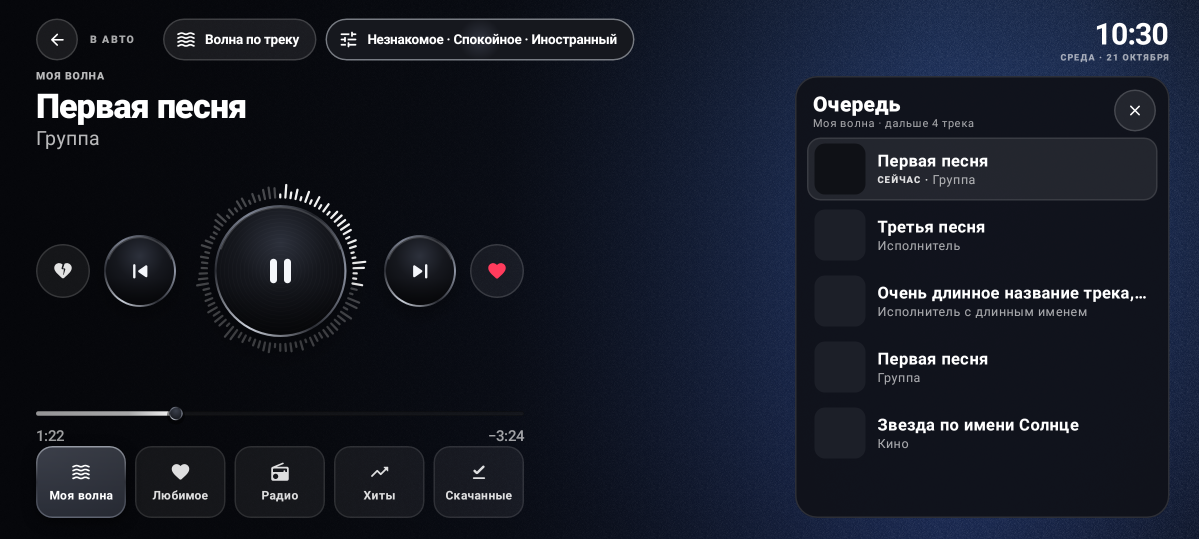 В АВТО
Волна по треку
Незнакомое · Спокойное · Иностранный
10:30
СРЕДА · 21 ОКТЯБРЯ
МОЯ ВОЛНА
Первая песня
Группа
1:22
−3:24
Моя волна
Любимое
Радио
Хиты
Скачанные
Очередь
Моя волна · дальше 4 трека
Первая песня
СЕЙЧАС · Группа
Третья песня
Исполнитель
Очень длинное название трека,…
Исполнитель с длинным именем
Первая песня
Группа
Звезда по имени Солнце
Кино